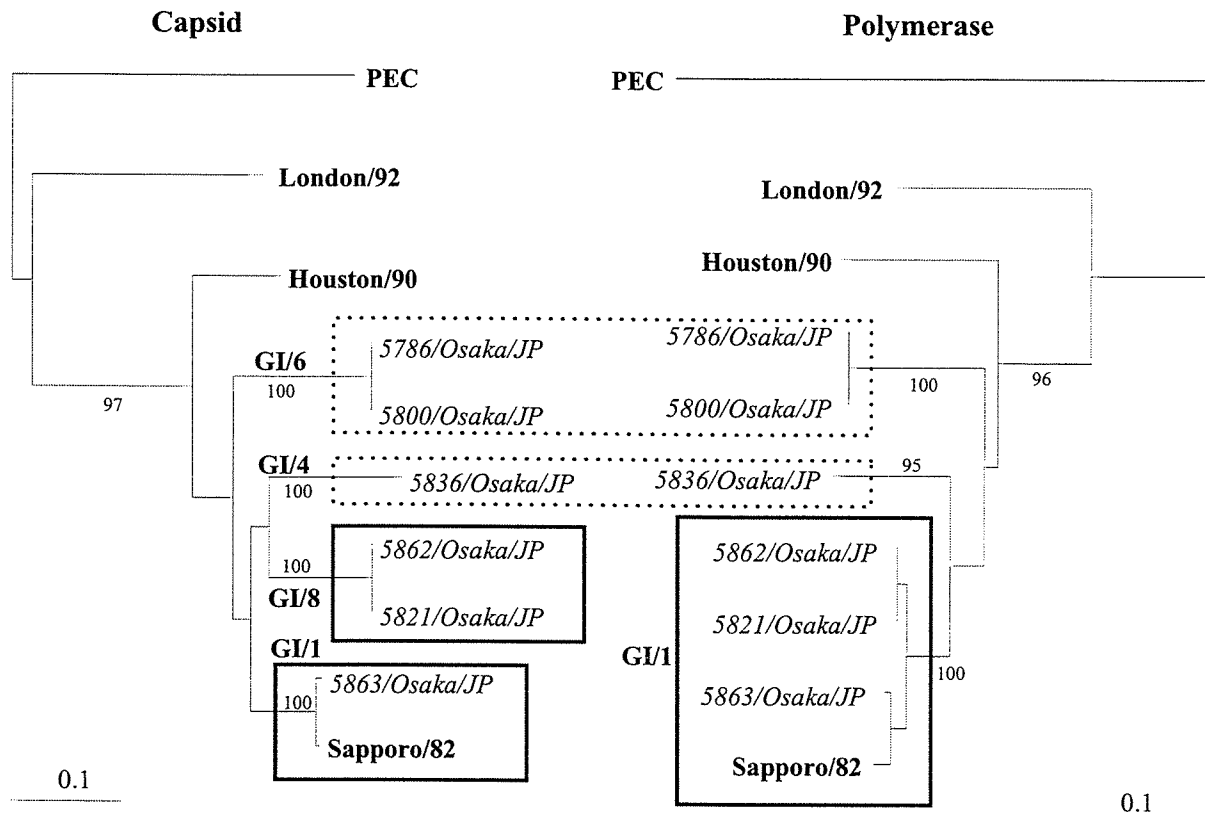 Capsid
Polymerase
PEC
PEC
London/92
London/92
Houston/90
Houston/90
GI/6
100
5786/Osaka/JP
5786/Osaka/JP
5800/Osaka/JP
5800/Osaka/JP
100
96
97
GI/4
100
5836/Osaka/JP
5836/Osaka/JP
95
100
GI/8
5862/Osaka/JP
5821/Osaka/JP
5862/Osaka/JP
5821/Osaka/JP
GI/1
100
5863/Osaka/JP
Sapporo/82
GI/1
5863/Osaka/JP
Sapporo/82
100
0.1
0.1